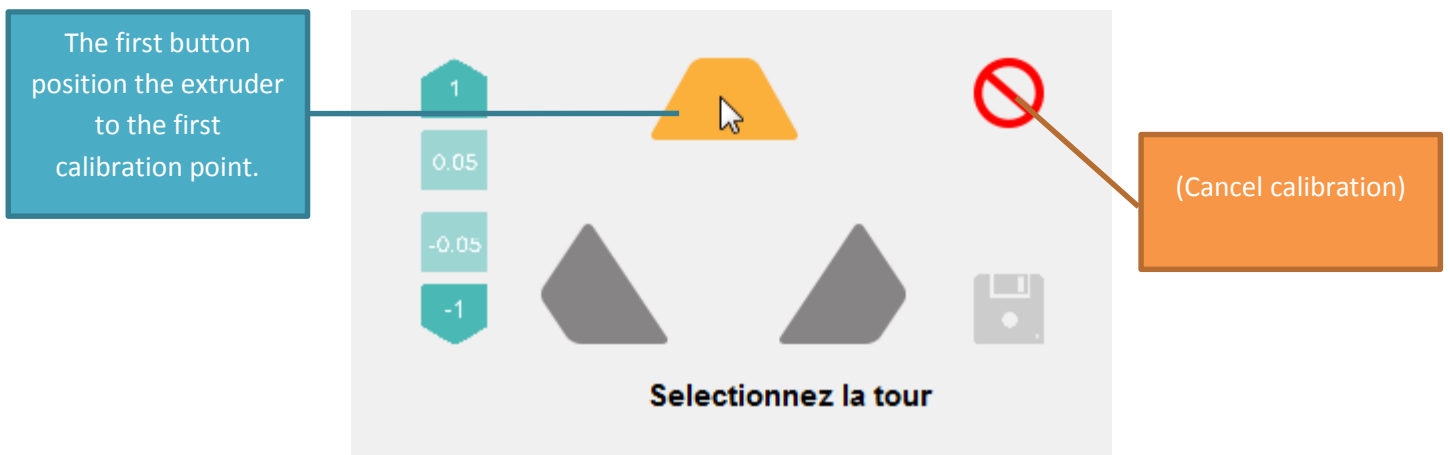 The first button
position the extruder
to the first
calibration point.
1
0.05
-0.05
-1
(Cancel calibration)
Selectionnez la tour